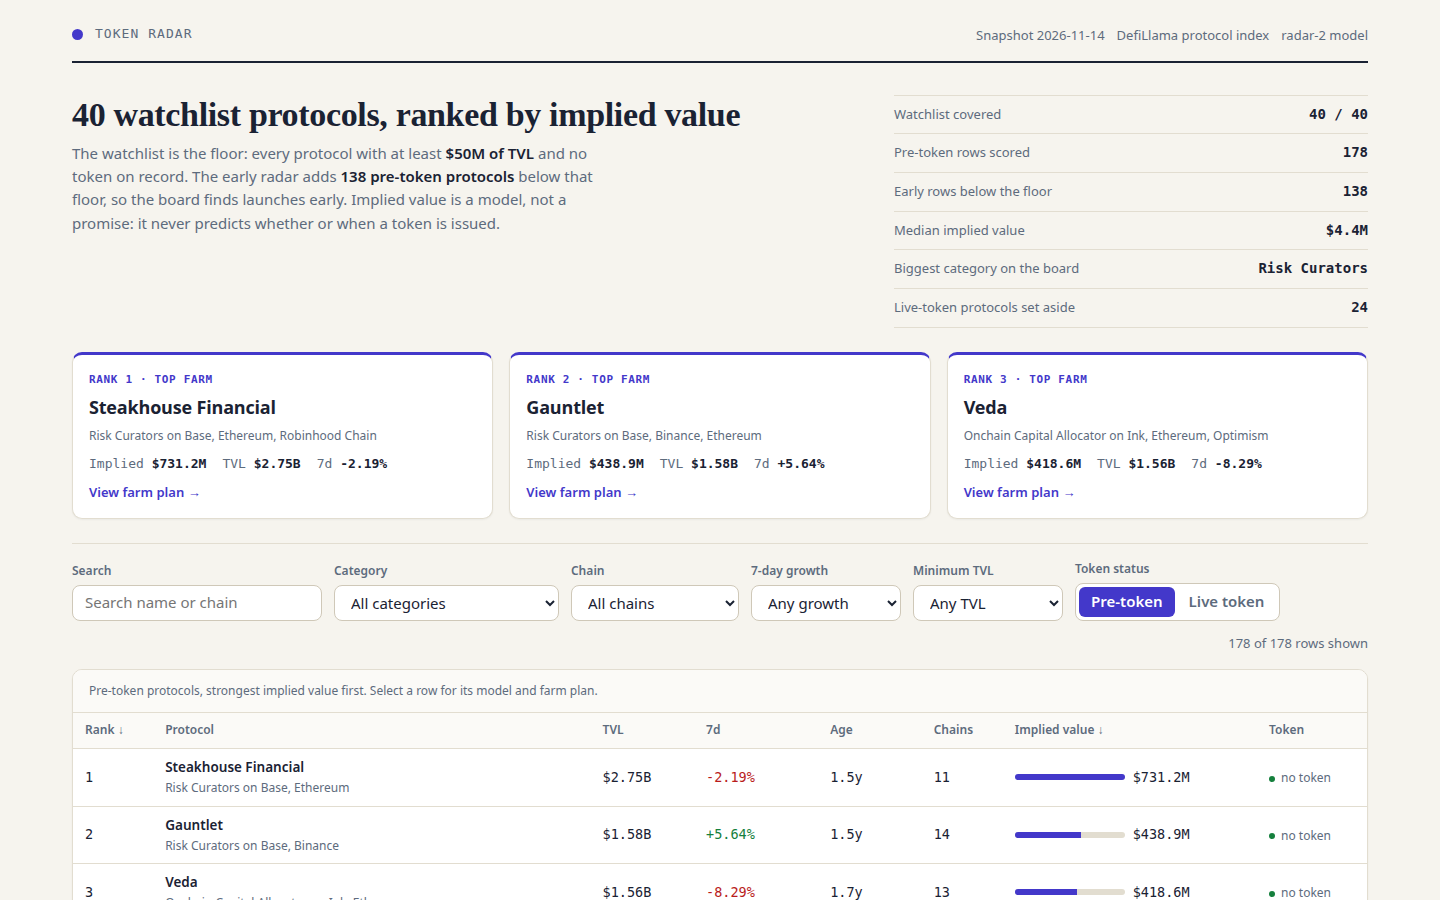 TOKEN RADAR
Snapshot 2026-11-14 DefiLlama protocol index radar-2 model
40 watchlist protocols, ranked by implied value
The watchlist is the floor: every protocol with at least $50M of TVL and no
token on record. The early radar adds 138 pre-token protocols below that
floor, so the board finds launches early. Implied value is a model, not a
promise: it never predicts whether or when a token is issued.
Watchlist covered 40 / 40
Pre-token rows scored 178
Early rows below the floor 138
Median implied value $4.4M
Biggest category on the board Risk Curators
Live-token protocols set aside 24
RANK 1 · TOP FARM
Steakhouse Financial
Risk Curators on Base, Ethereum, Robinhood Chain
Implied $731.2M TVL $2.75B 7d -2.19%
View farm plan →
RANK 2 · TOP FARM
Gauntlet
Risk Curators on Base, Binance, Ethereum
Implied $438.9M TVL $1.58B 7d +5.64%
View farm plan →
RANK 3 · TOP FARM
Veda
Onchain Capital Allocator on Ink, Ethereum, Optimism
Implied $418.6M TVL $1.56B 7d -8.29%
View farm plan →
Search Category Chain 7-day growth Minimum TVL Token status
Search name or chain All categories All chains Any growth Any TVL Pre-token Live token
178 of 178 rows shown
Pre-token protocols, strongest implied value first. Select a row for its model and farm plan.
Rank ↓ Protocol TVL 7d Age Chains Implied value ↓ Token
1 Steakhouse Financial $2.75B -2.19% 1.5y 11 $731.2M no token
Risk Curators on Base, Ethereum
2 Gauntlet $1.58B +5.64% 1.5y 14 $438.9M no token
Risk Curators on Base, Binance
3 Veda $1.56B -8.29% 1.7y 13 $418.6M no token